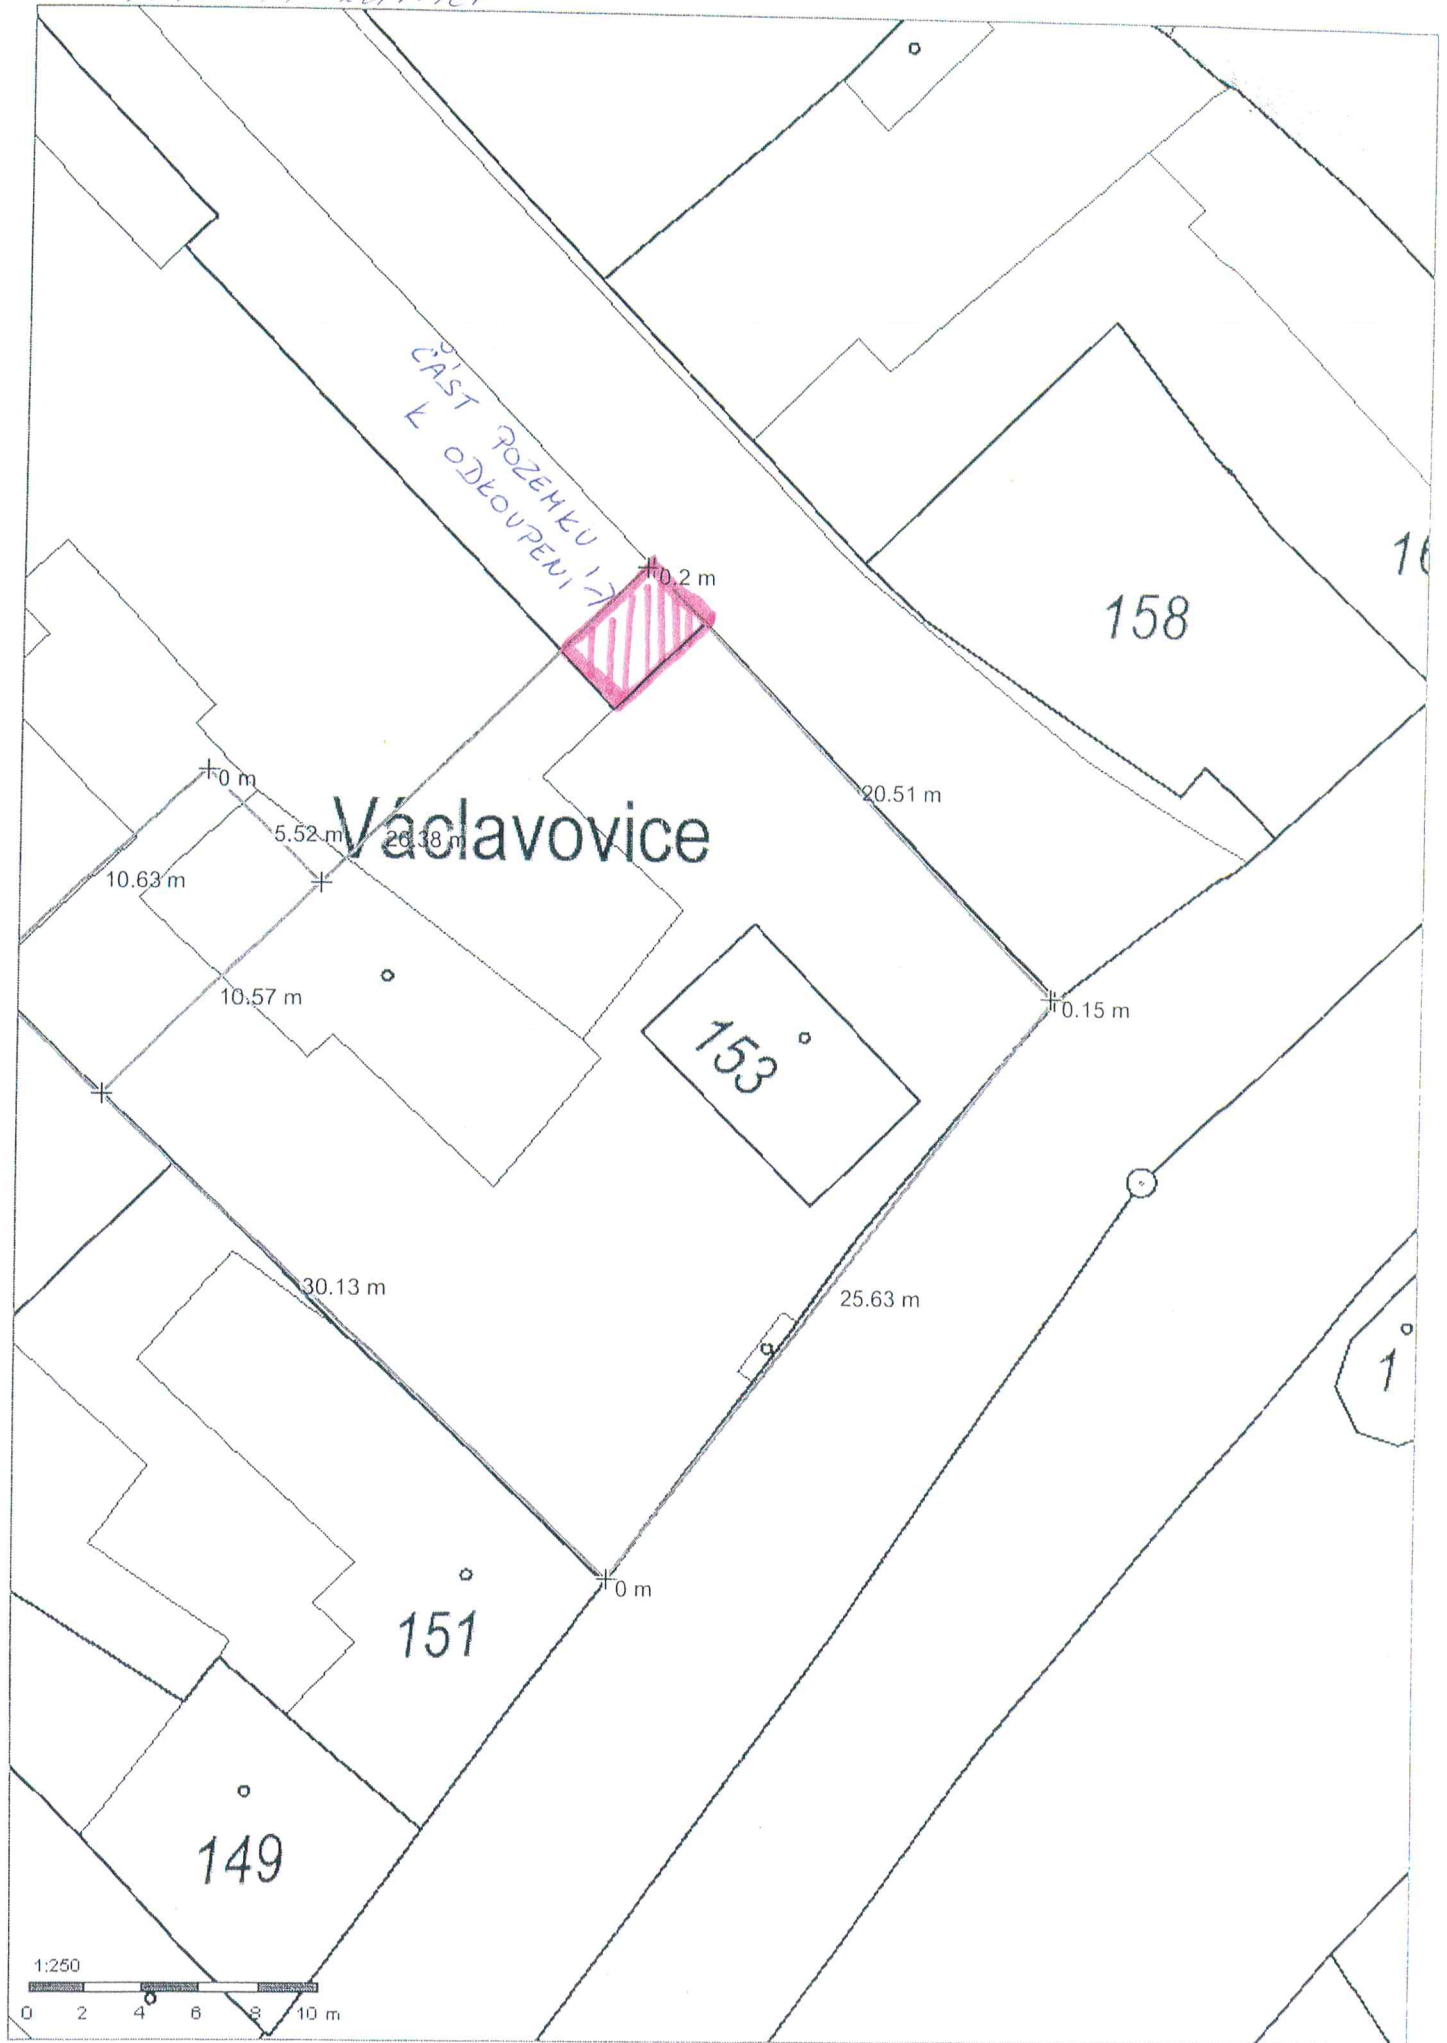 ČÁST POZEMKU
K ODKOUPENÍ →
0.2 m
158
0 m
5.52 m
26.38 m
Václavovice
20.51 m
10.63 m
10.57 m
0.15 m
153
30.13 m
25.63 m
1
0 m
151
149
1:250
0 2 4 6 8 10 m